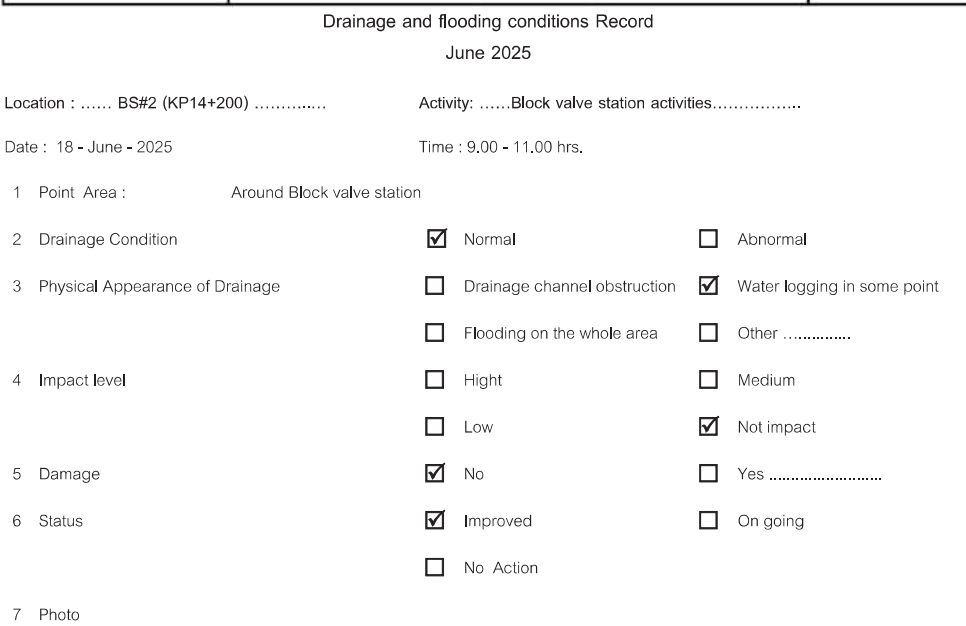 Drainage and flooding conditions Record
June 2025
Location : ...... BS#2 (KP14+200) ............. Activity: ......Block valve station activities.................
Date : 18 - June - 2025 Time : 9.00 - 11.00 hrs.
1 Point Area : Around Block valve station
2 Drainage Condition ☑ Normal ☐ Abnormal
3 Physical Appearance of Drainage ☐ Drainage channel obstruction ☑ Water logging in some point
☐ Flooding on the whole area ☐ Other ..............
4 Impact level ☐ Hight ☐ Medium
☐ Low ☑ Not impact
5 Damage ☑ No ☐ Yes .........................
6 Status ☑ Improved ☐ On going
☐ No Action
7 Photo